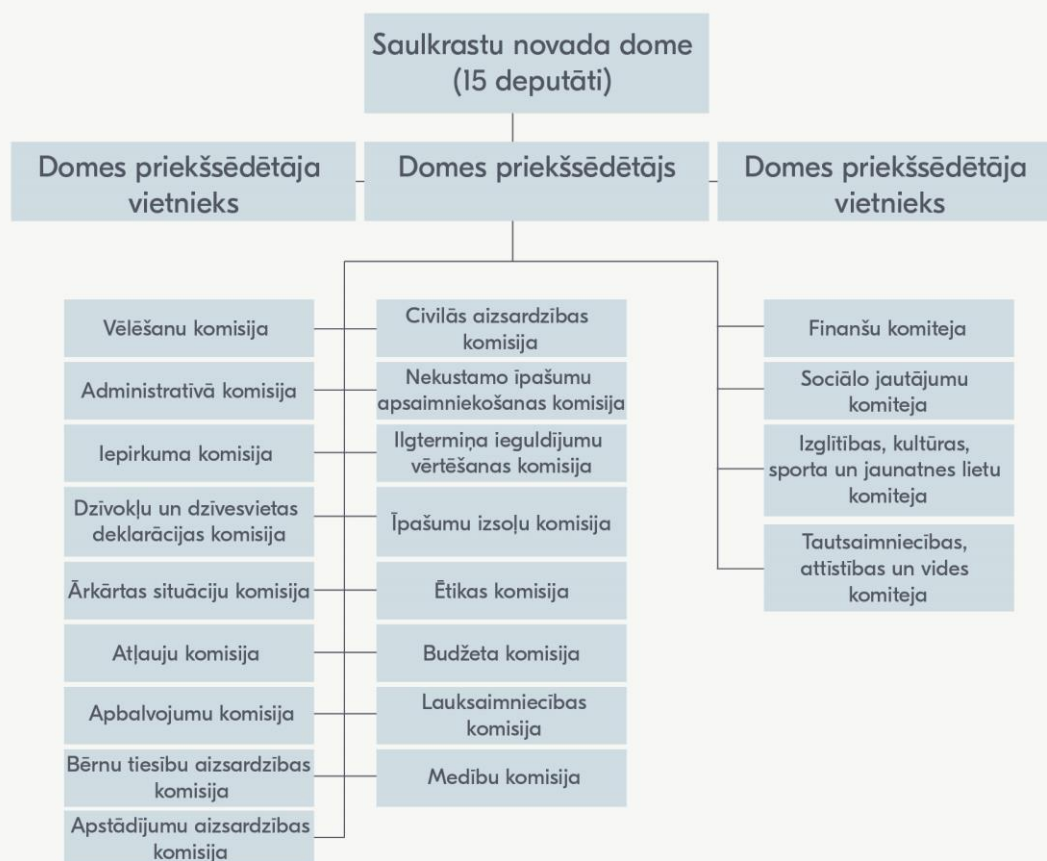 Saulkrastu novada dome
(15 deputāti)
Domes priekšsēdētāja
vietnieks
Domes priekšsēdētājs
Domes priekšsēdētāja
vietnieks
Vēlēšanu komisija
Administratīvā komisija
Iepirkuma komisija
Dzīvokļu un dzīvesvietas
deklarācijas komisija
Ārkārtas situāciju komisija
Atļauju komisija
Apbalvojumu komisija
Bērnu tiesību aizsardzības
komisija
Apstādījumu aizsardzības
komisija
Civilās aizsardzības
komisija
Nekustamo īpašumu
apsaimniekošanas komisija
Ilgtermiņa ieguldījumu
vērtēšanas komisija
Īpašumu izsoļu komisija
Ētikas komisija
Budžeta komisija
Lauksaimniecības
komisija
Medību komisija
Finanšu komiteja
Sociālo jautājumu
komiteja
Izglītības, kultūras,
sporta un jaunatnes lietu
komiteja
Tautsaimniecības,
attīstības un vides
komiteja